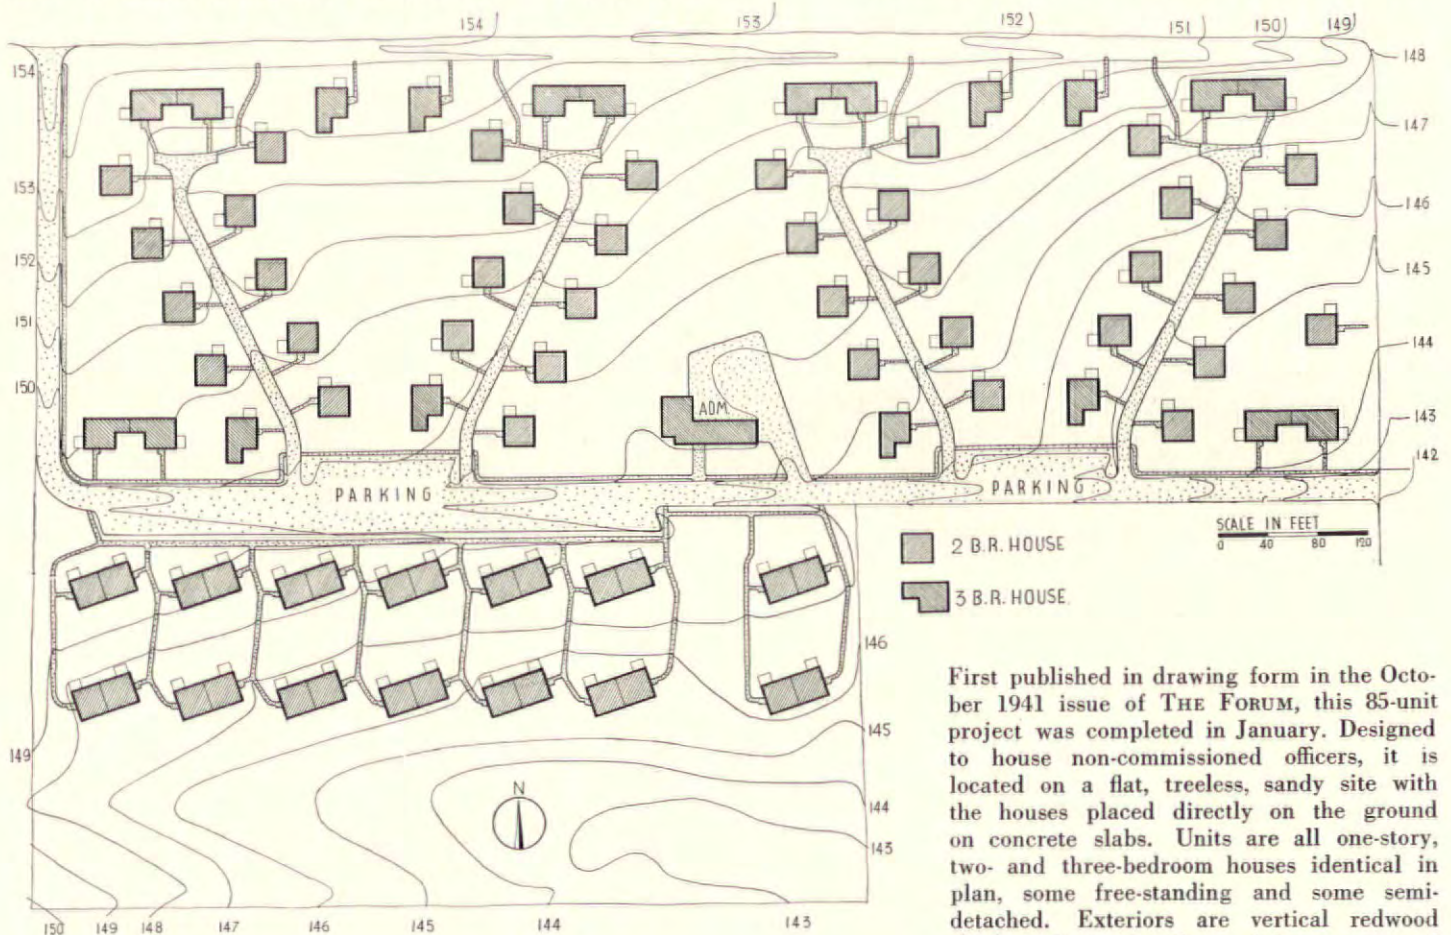 154
153
152
151
150
149
148
154
147
153
146
152
145
151
144
150
ADM.
143
142
PARKING
PARKING
SCALE IN FEET
0 40 80 120
2 B.R. HOUSE
3 B.R. HOUSE.
146
145
149
144
143
N
150 149 148 147 146 145 144 143
First published in drawing form in the Octo-
ber 1941 issue of THE FORUM, this 85-unit
project was completed in January. Designed
to house non-commissioned officers, it is
located on a flat, treeless, sandy site with
the houses placed directly on the ground
on concrete slabs. Units are all one-story,
two- and three-bedroom houses identical in
plan, some free-standing and some semi-
detached. Exteriors are vertical redwood